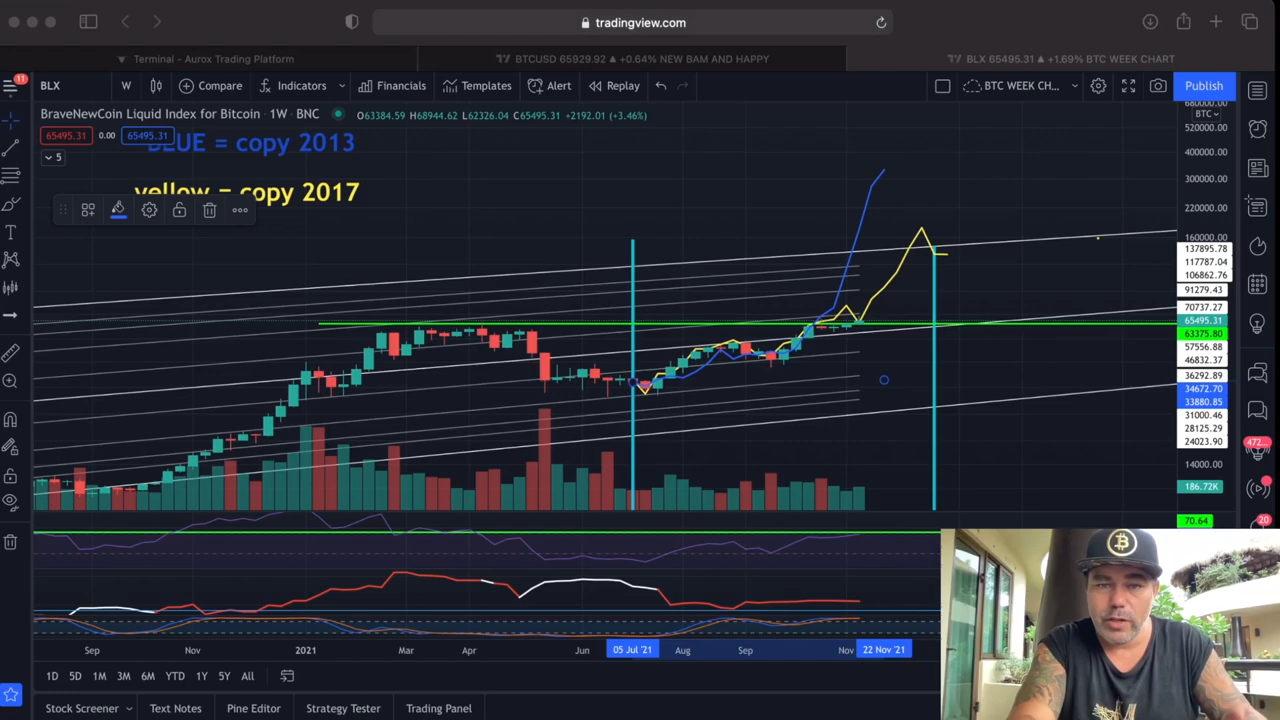 tradingview.com
Terminal - Aurox Trading Platform
BTCUSD 65929.92 ▲ +0.64% NEW BAM AND HAPPY
BLX 65495.31 ▲ +1.69% BTC WEEK CHART
11
BLX W Compare Indicators Financials Templates Alert Replay BTC WEEK CH... Publish
BraveNewCoin Liquid Index for Bitcoin · 1W · BNC O63384.59 H68944.62 L62326.04 C65495.31 +2192.01 (+3.46%)
65495.31 0.00 65495.31
BLUE = copy 2013
5
yellow = copy 2017
680000.00
BTC
520000.00
400000.00
300000.00
220000.00
160000.00
137895.78
117787.04
106862.76
91279.43
70737.27
65495.31
63375.80
57556.88
46832.37
36292.89
34672.70
33880.85
31000.46
28125.29
24023.90
14000.00
186.72K
70.64
472...
20
Sep Nov 2021 Mar Apr Jun 05 Jul '21 Aug Sep Nov 22 Nov '21
1D 5D 1M 3M 6M YTD 1Y 5Y All
Stock Screener Text Notes Pine Editor Strategy Tester Trading Panel